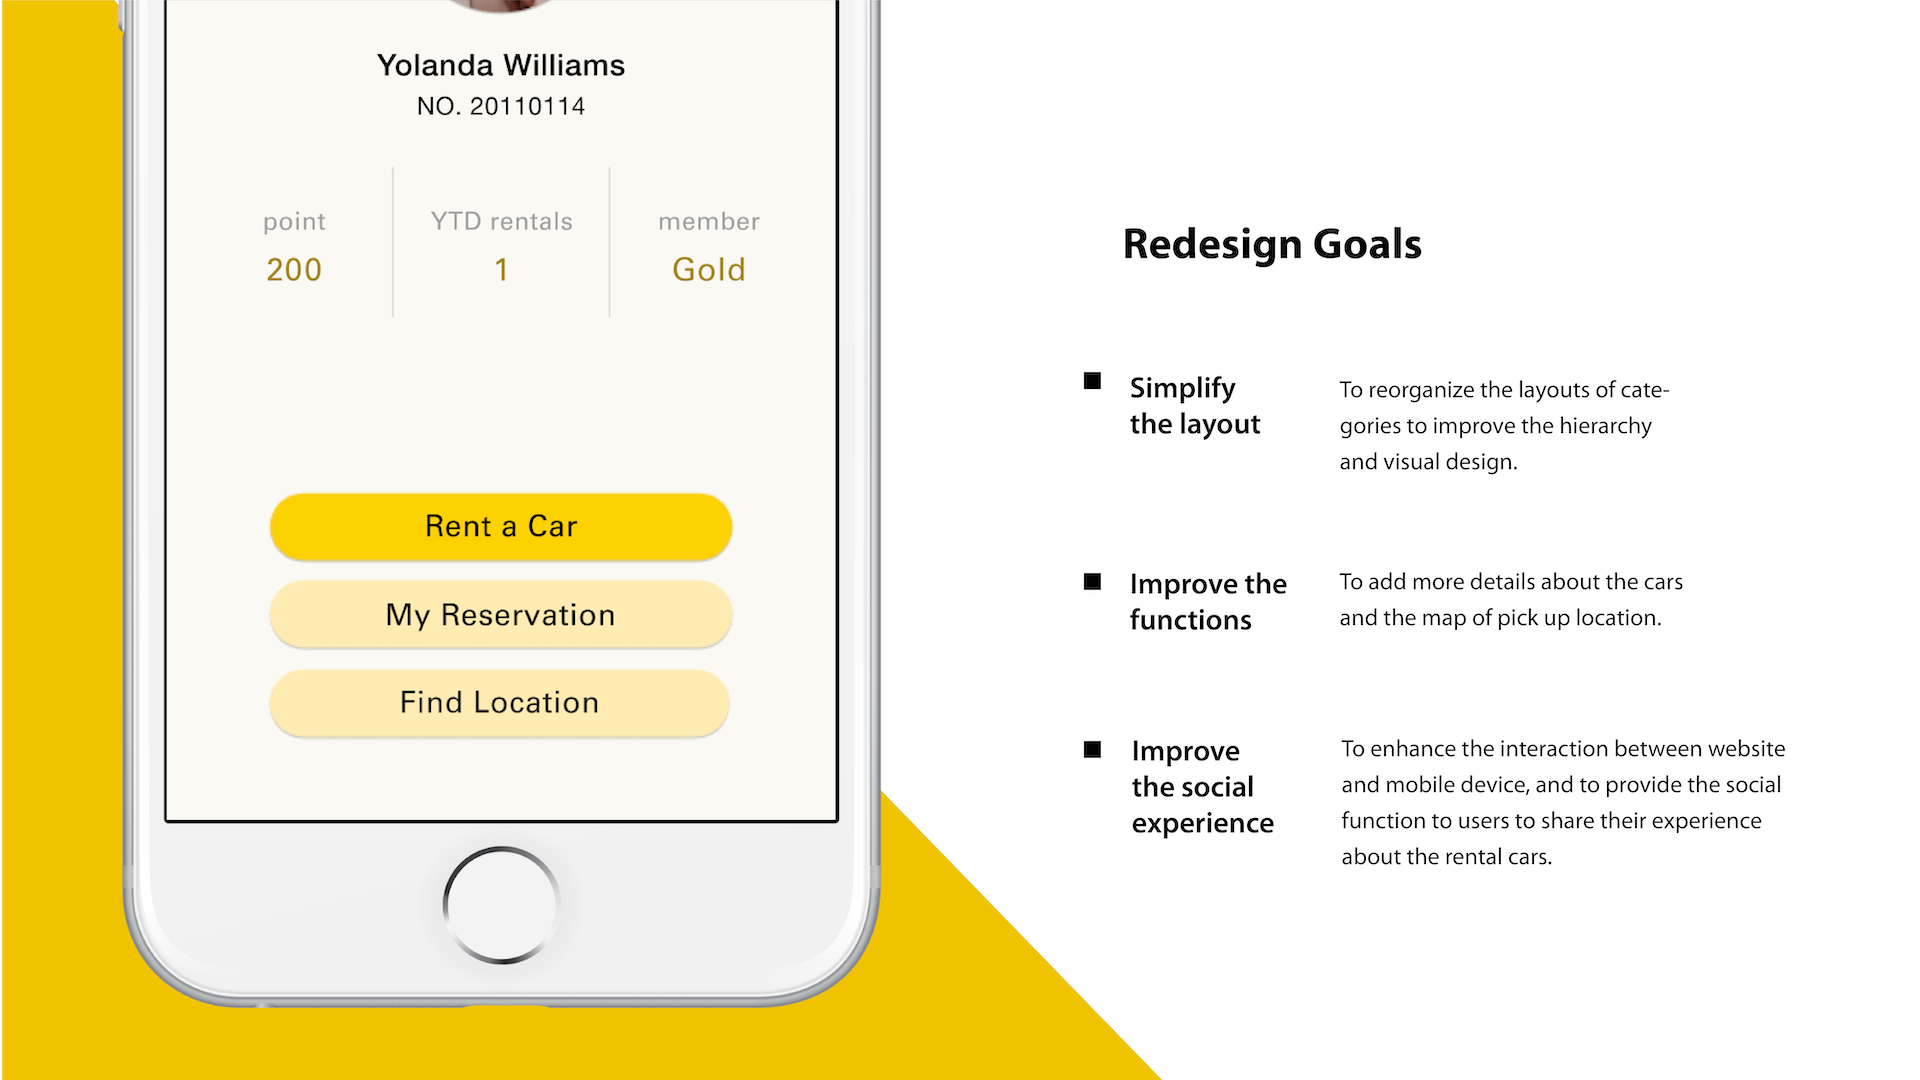 Yolanda Williams
NO. 20110114
point
200
YTD rentals
1
member
Gold
Rent a Car
My Reservation
Find Location
Redesign Goals
Simplify
the layout
To reorganize the layouts of cate-
gories to improve the hierarchy
and visual design.
Improve the
functions
To add more details about the cars
and the map of pick up location.
Improve
the social
experience
To enhance the interaction between website
and mobile device, and to provide the social
function to users to share their experience
about the rental cars.